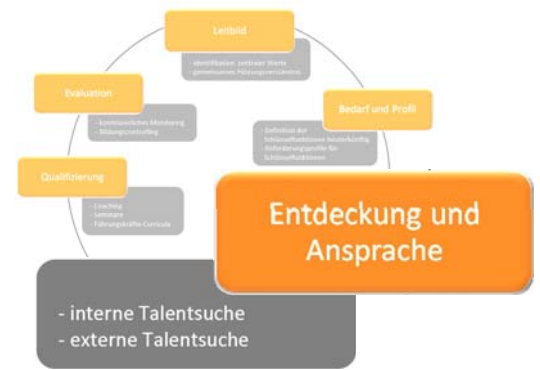 Leitbild
- Identifikation zentraler Werte
- gemeinsames Führungsverständnis
Evaluation
- kontinuierliches Monitoring
- Bildungscontrolling
Bedarf und Profil
- Definition der
Schlüsselfunktionen heute/künftig
- Anforderungsprofile für
Schlüsselfunktionen
Qualifizierung
- Coaching
- Seminare
- Führungskräfte Curricula
Entdeckung und
Ansprache
- interne Talentsuche
- externe Talentsuche